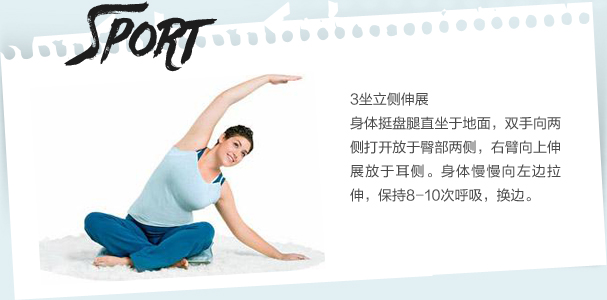 SPORT
3坐立侧伸展
身体挺盘腿直坐于地面，双手向两
侧打开放于臀部两侧，右臂向上伸
展放于耳侧。身体慢慢向左边拉
伸，保持8-10次呼吸，换边。